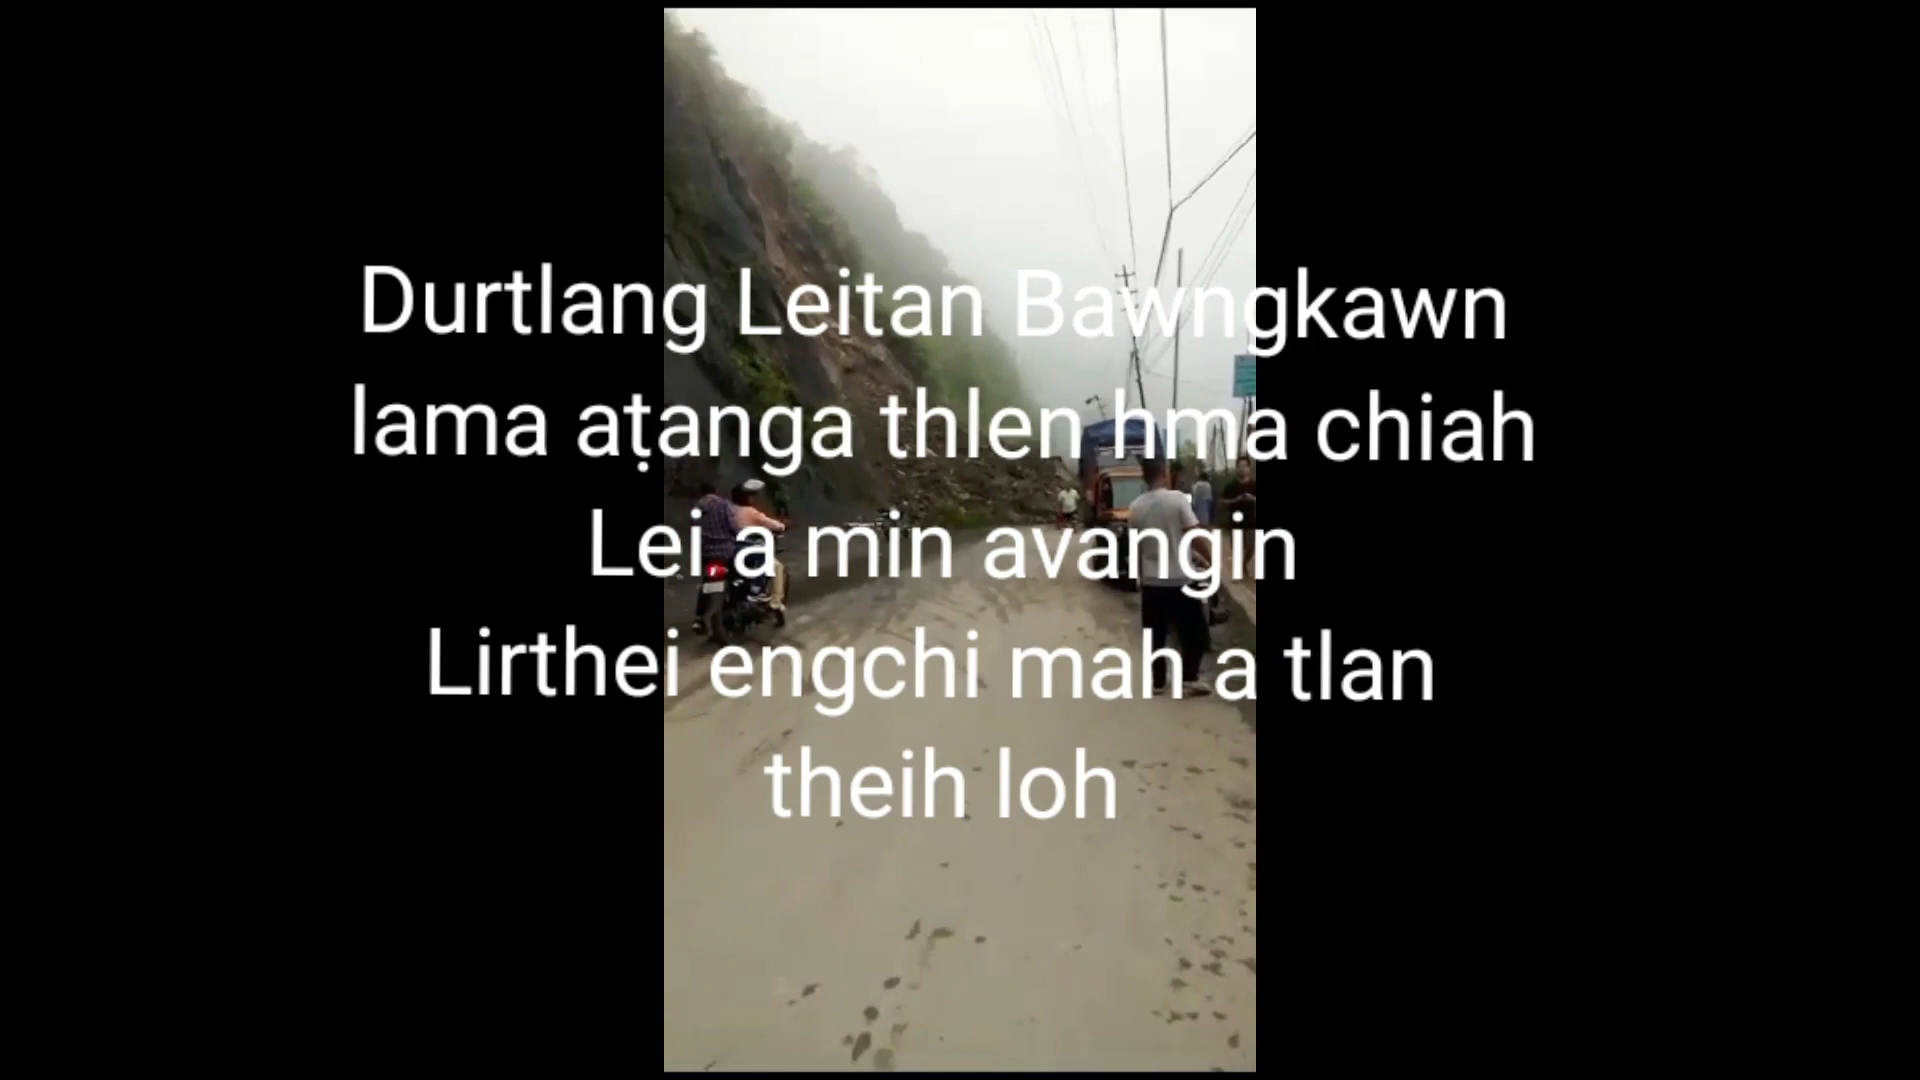 Durtlang Leitan Bawngkawn
lama aṭanga thlen hma chiah
Lei a min avangin
Lirthei engchi mah a tlan
theih loh